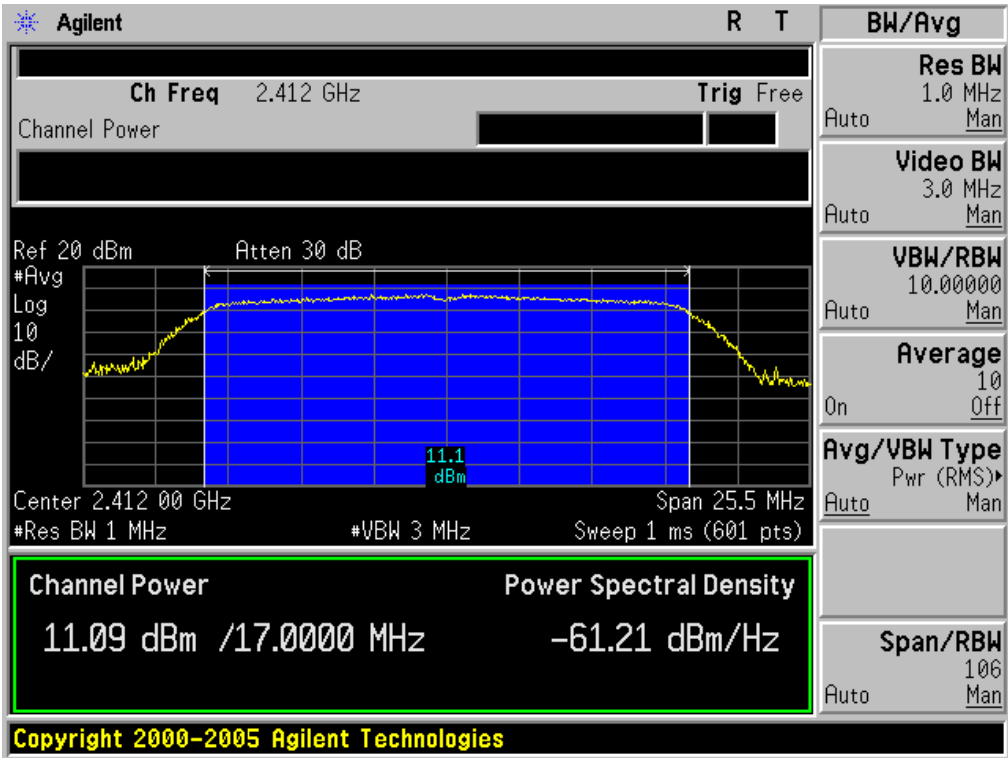 Agilent R T
Ch Freq 2.412 GHz Trig Free
Channel Power
Ref 20 dBm Atten 30 dB
#Avg
Log
10
dB/
11.1
dBm
Center 2.412 00 GHz Span 25.5 MHz
#Res BW 1 MHz #VBW 3 MHz Sweep 1 ms (601 pts)
Channel Power Power Spectral Density
11.09 dBm /17.0000 MHz -61.21 dBm/Hz
Copyright 2000-2005 Agilent Technologies
BW/Avg
Res BW
1.0 MHz
Auto Man
Video BW
3.0 MHz
Auto Man
VBW/RBW
10.00000
Auto Man
Average
10
On Off
Avg/VBW Type
Pwr (RMS)▸
Auto Man
Span/RBW
106
Auto Man